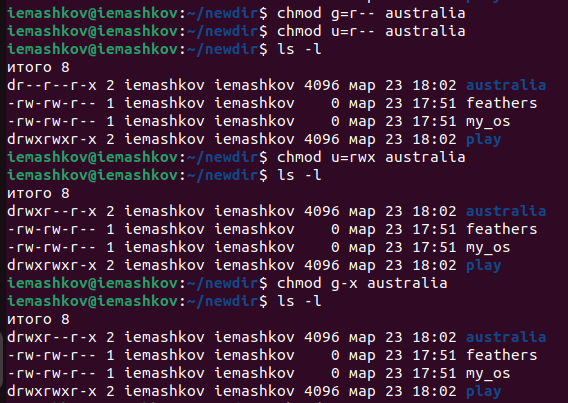 iemashkov@iemashkov:~/newdir$ chmod g=r-- australia
iemashkov@iemashkov:~/newdir$ chmod u=r-- australia
iemashkov@iemashkov:~/newdir$ ls -l
итого 8
dr--r--r-x 2 iemashkov iemashkov 4096 мар 23 18:02 australia
-rw-rw-r-- 1 iemashkov iemashkov    0 мар 23 17:51 feathers
-rw-rw-r-- 1 iemashkov iemashkov    0 мар 23 17:51 my_os
drwxrwxr-x 2 iemashkov iemashkov 4096 мар 23 18:02 play
iemashkov@iemashkov:~/newdir$ chmod u=rwx australia
iemashkov@iemashkov:~/newdir$ ls -l
итого 8
drwxr--r-x 2 iemashkov iemashkov 4096 мар 23 18:02 australia
-rw-rw-r-- 1 iemashkov iemashkov    0 мар 23 17:51 feathers
-rw-rw-r-- 1 iemashkov iemashkov    0 мар 23 17:51 my_os
drwxrwxr-x 2 iemashkov iemashkov 4096 мар 23 18:02 play
iemashkov@iemashkov:~/newdir$ chmod g-x australia
iemashkov@iemashkov:~/newdir$ ls -l
итого 8
drwxr--r-x 2 iemashkov iemashkov 4096 мар 23 18:02 australia
-rw-rw-r-- 1 iemashkov iemashkov    0 мар 23 17:51 feathers
-rw-rw-r-- 1 iemashkov iemashkov    0 мар 23 17:51 my_os
drwxrwxr-x 2 iemashkov iemashkov 4096 мар 23 18:02 play